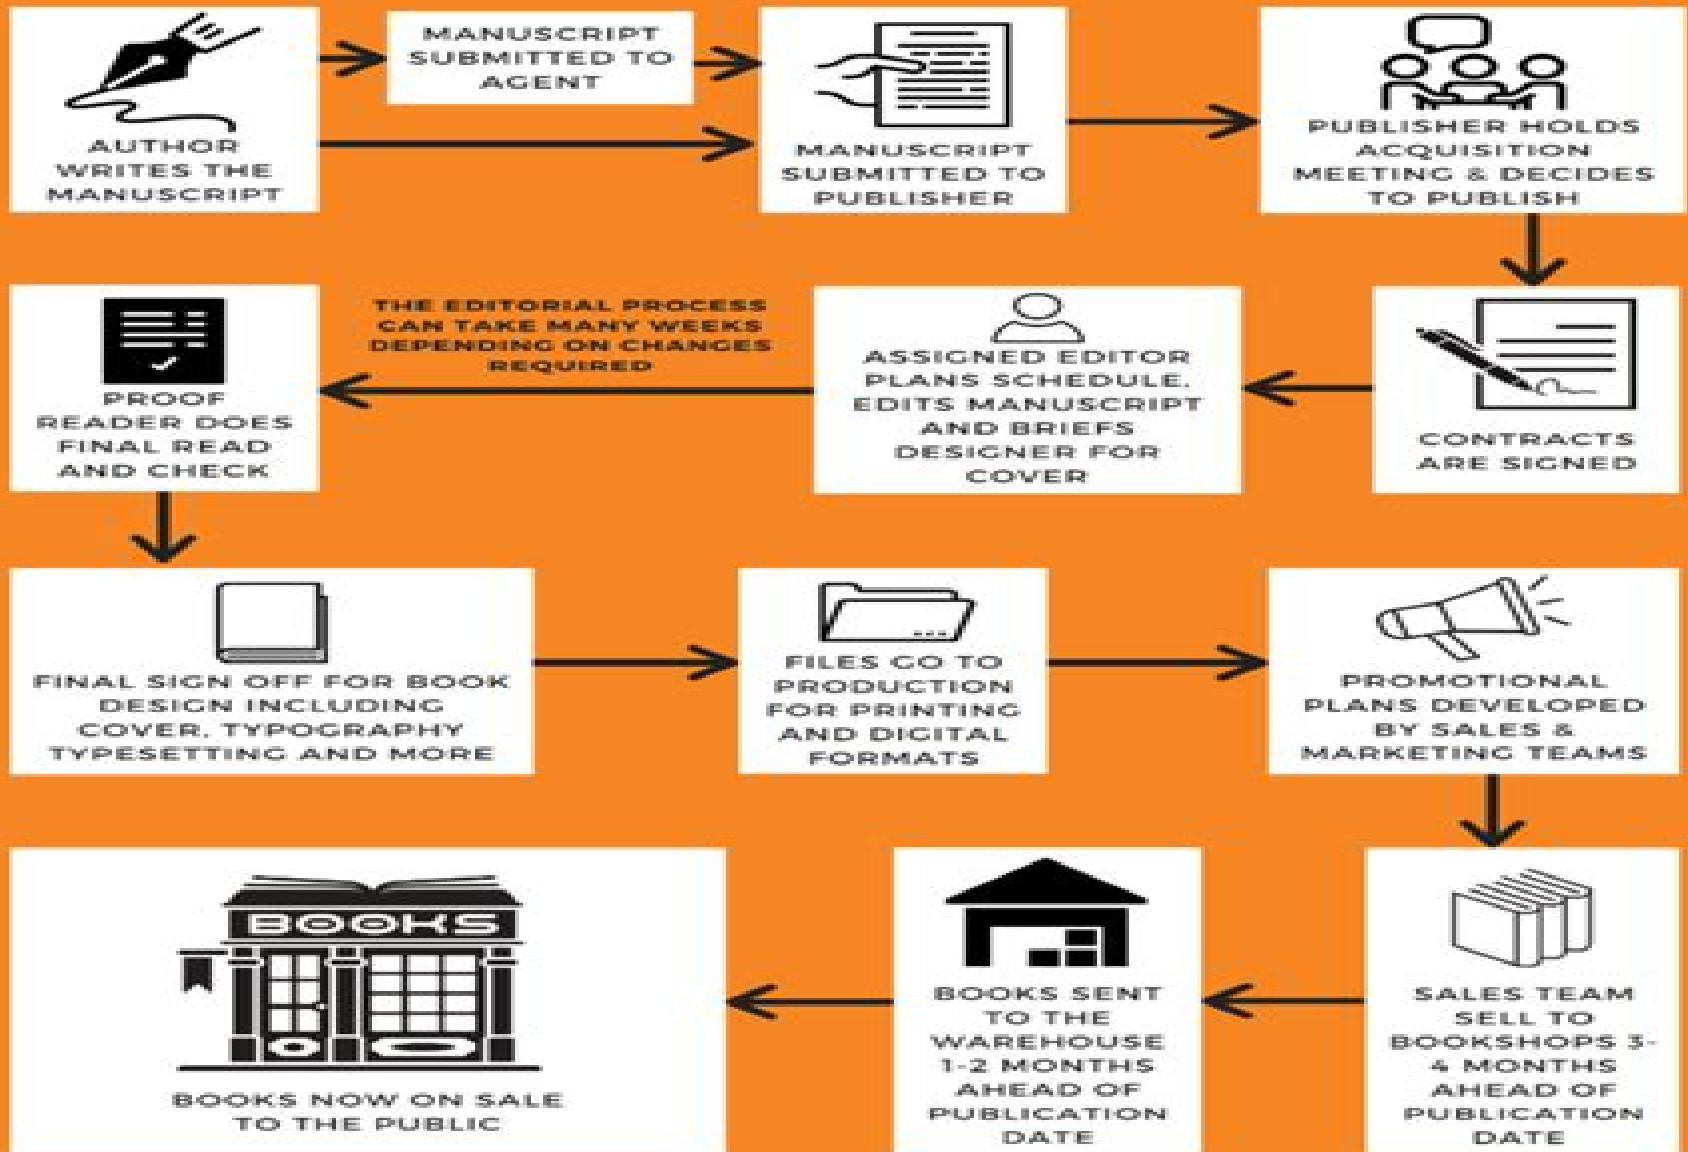 AUTHOR
WRITES THE
MANUSCRIPT
MANUSCRIPT
SUBMITTED TO
AGENT
MANUSCRIPT
SUBMITTED TO
PUBLISHER
PUBLISHER HOLDS
ACQUISITION
MEETING & DECIDES
TO PUBLISH
CONTRACTS
ARE SIGNED
ASSIGNED EDITOR
PLANS SCHEDULE,
EDITS MANUSCRIPT
AND BRIEFS
DESIGNER FOR
COVER
THE EDITORIAL PROCESS
CAN TAKE MANY WEEKS
DEPENDING ON CHANGES
REQUIRED
PROOF
READER DOES
FINAL READ
AND CHECK
FINAL SIGN OFF FOR BOOK
DESIGN INCLUDING
COVER, TYPOGRAPHY
TYPESETTING AND MORE
FILES GO TO
PRODUCTION
FOR PRINTING
AND DIGITAL
FORMATS
PROMOTIONAL
PLANS DEVELOPED
BY SALES &
MARKETING TEAMS
SALES TEAM
SELL TO
BOOKSHOPS 3-
4 MONTHS
AHEAD OF
PUBLICATION
DATE
BOOKS SENT
TO THE
WAREHOUSE
1-2 MONTHS
AHEAD OF
PUBLICATION
DATE
BOOKS
BOOKS NOW ON SALE
TO THE PUBLIC